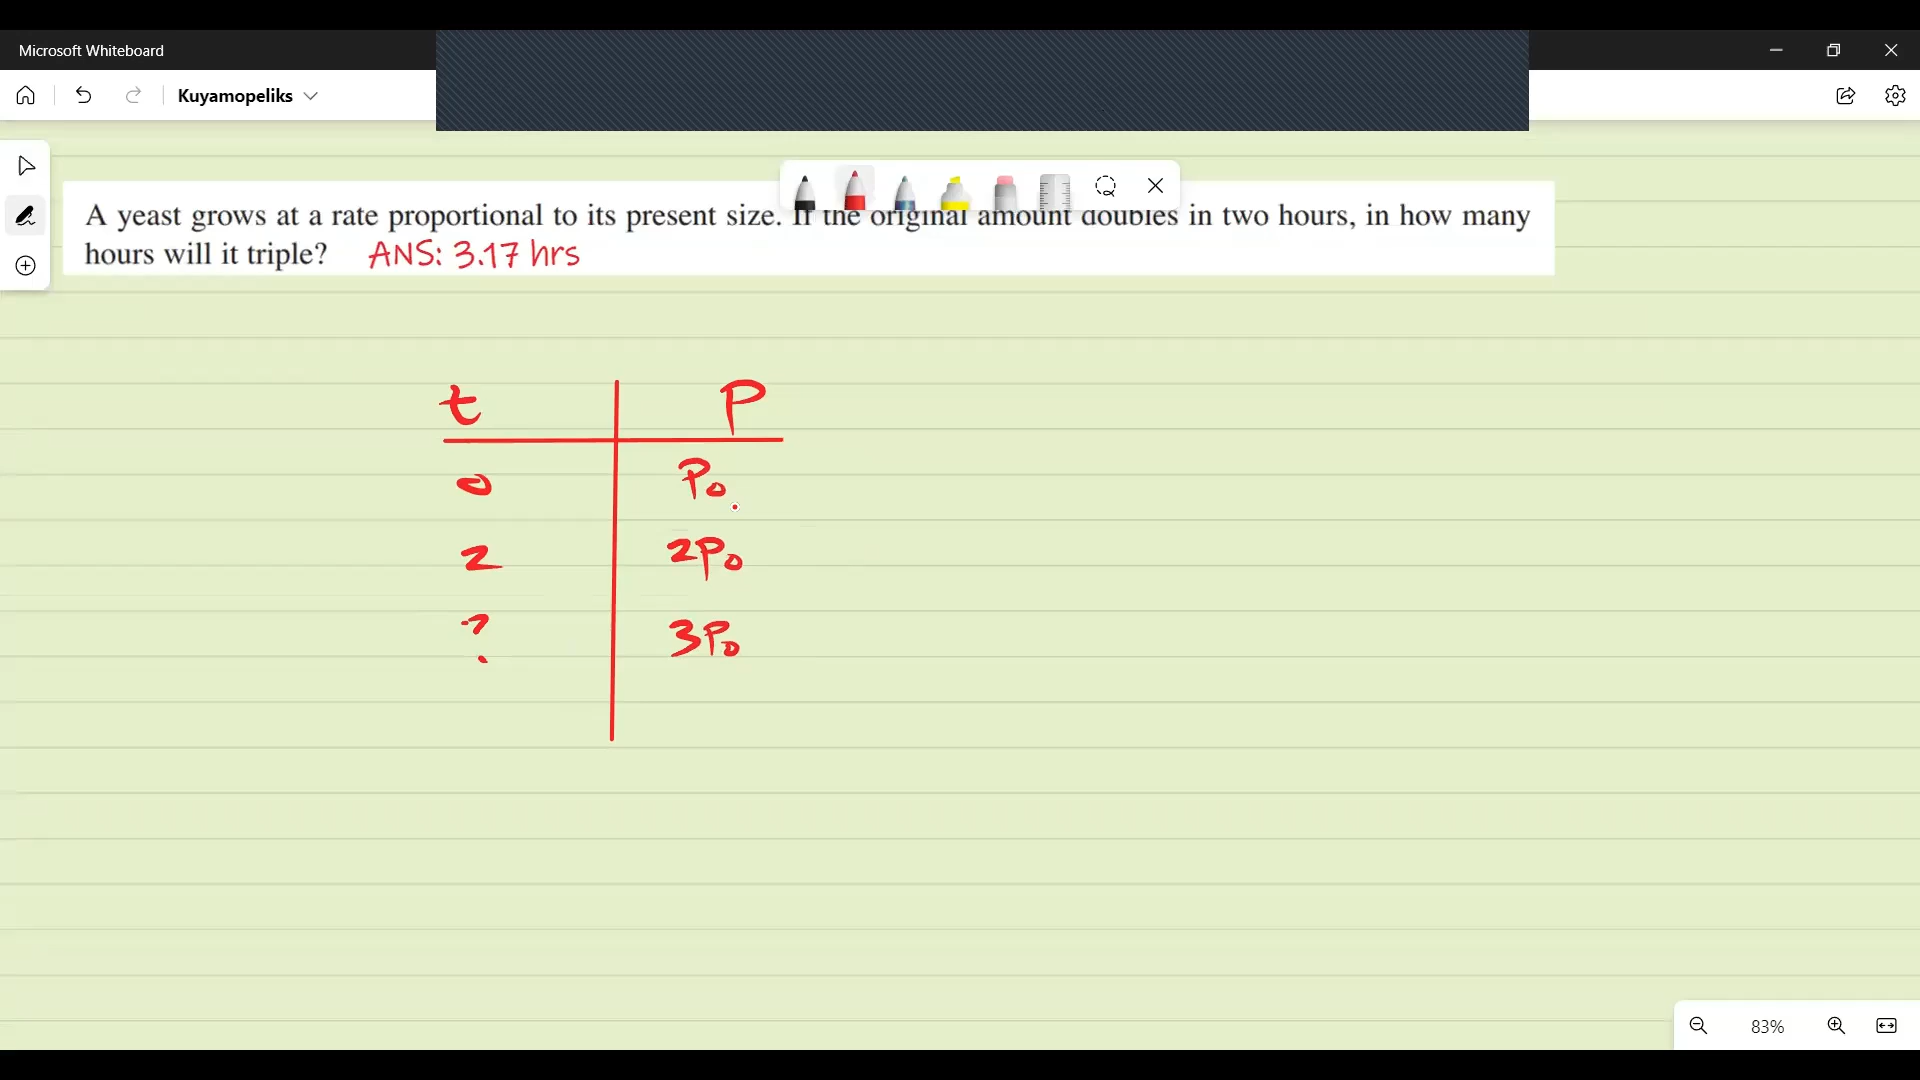 Microsoft Whiteboard
Kuyamopeliks
A yeast grows at a rate proportional to its present size. If the original amount doubles in two hours, in how many
hours will it triple? ANS: 3.17 hrs
t P
0 P0
2 2P0
? 3P0
83%